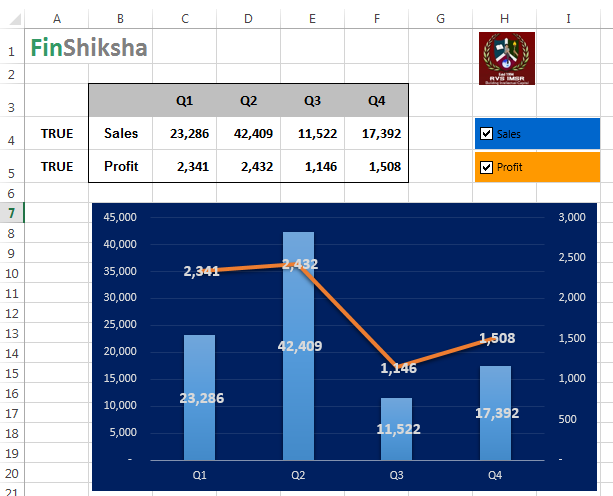 A B C D E F G H I
1 FinShiksha
RVS IMSR
2
3 Q1 Q2 Q3 Q4
4 TRUE Sales 23,286 42,409 11,522 17,392 Sales
5 TRUE Profit 2,341 2,432 1,146 1,508 Profit
6
7 45,000 3,000
8
9 40,000 2,500
10 35,000 2,341 2,432
11 30,000 2,000
12 25,000
13 42,409 1,500 1,508
14 20,000
15 1,146 1,000
16 15,000
17 10,000 23,286 500
18 5,000 11,522 17,392
19 - -
20 Q1 Q2 Q3 Q4
21